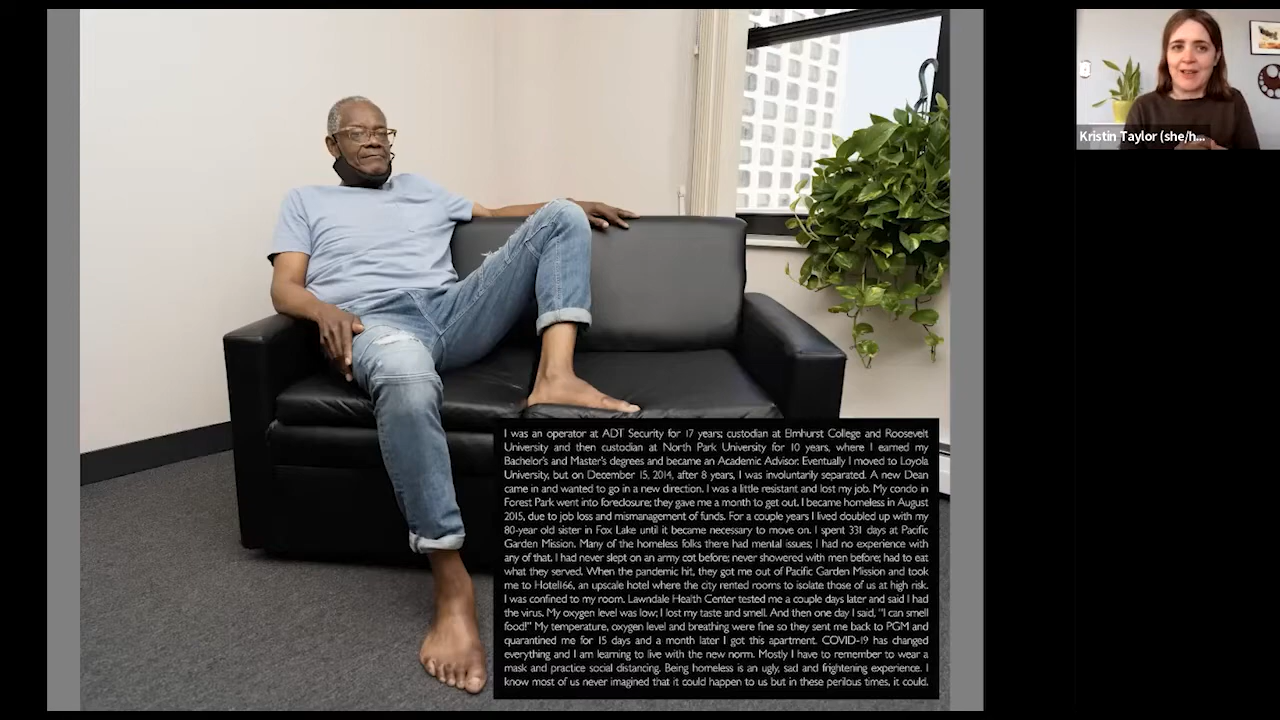 Kristin Taylor (she/h...
I was an operator at ADT Security for 17 years; custodian at Elmhurst College and Roosevelt
University and then custodian at North Park University for 10 years, where I earned my
Bachelor's and Master's degrees and became an Academic Advisor. Eventually I moved to Loyola
University, but on December 15, 2014, after 8 years, I was involuntarily separated. A new Dean
came in and wanted to go in a new direction. I was a little resistant and lost my job. My condo in
Forest Park went into foreclosure; they gave me a month to get out. I became homeless in August
2015, due to job loss and mismanagement of funds. For a couple years I lived doubled up with my
80-year old sister in Fox Lake until it became necessary to move on. I spent 331 days at Pacific
Garden Mission. Many of the homeless folks there had mental issues; I had no experience with
any of that. I had never slept on an army cot before; never showered with men before; had to eat
what they served. When the pandemic hit, they got me out of Pacific Garden Mission and took
me to Hotel166, an upscale hotel where the city rented rooms to isolate those of us at high risk.
I was confined to my room. Lawndale Health Center tested me a couple days later and said I had
the virus. My oxygen level was low; I lost my taste and smell. And then one day I said, "I can smell
food!" My temperature, oxygen level and breathing were fine so they sent me back to PGM and
quarantined me for 15 days and a month later I got this apartment. COVID-19 has changed
everything and I am learning to live with the new norm. Mostly I have to remember to wear a
mask and practice social distancing. Being homeless is an ugly, sad and frightening experience. I
know most of us never imagined that it could happen to us but in these perilous times, it could.